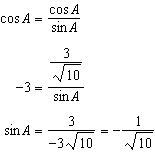 cos A = cos A / sin A
-3 = (3/√10) / sin A
sin A = 3 / (-3√10) = - 1/√10